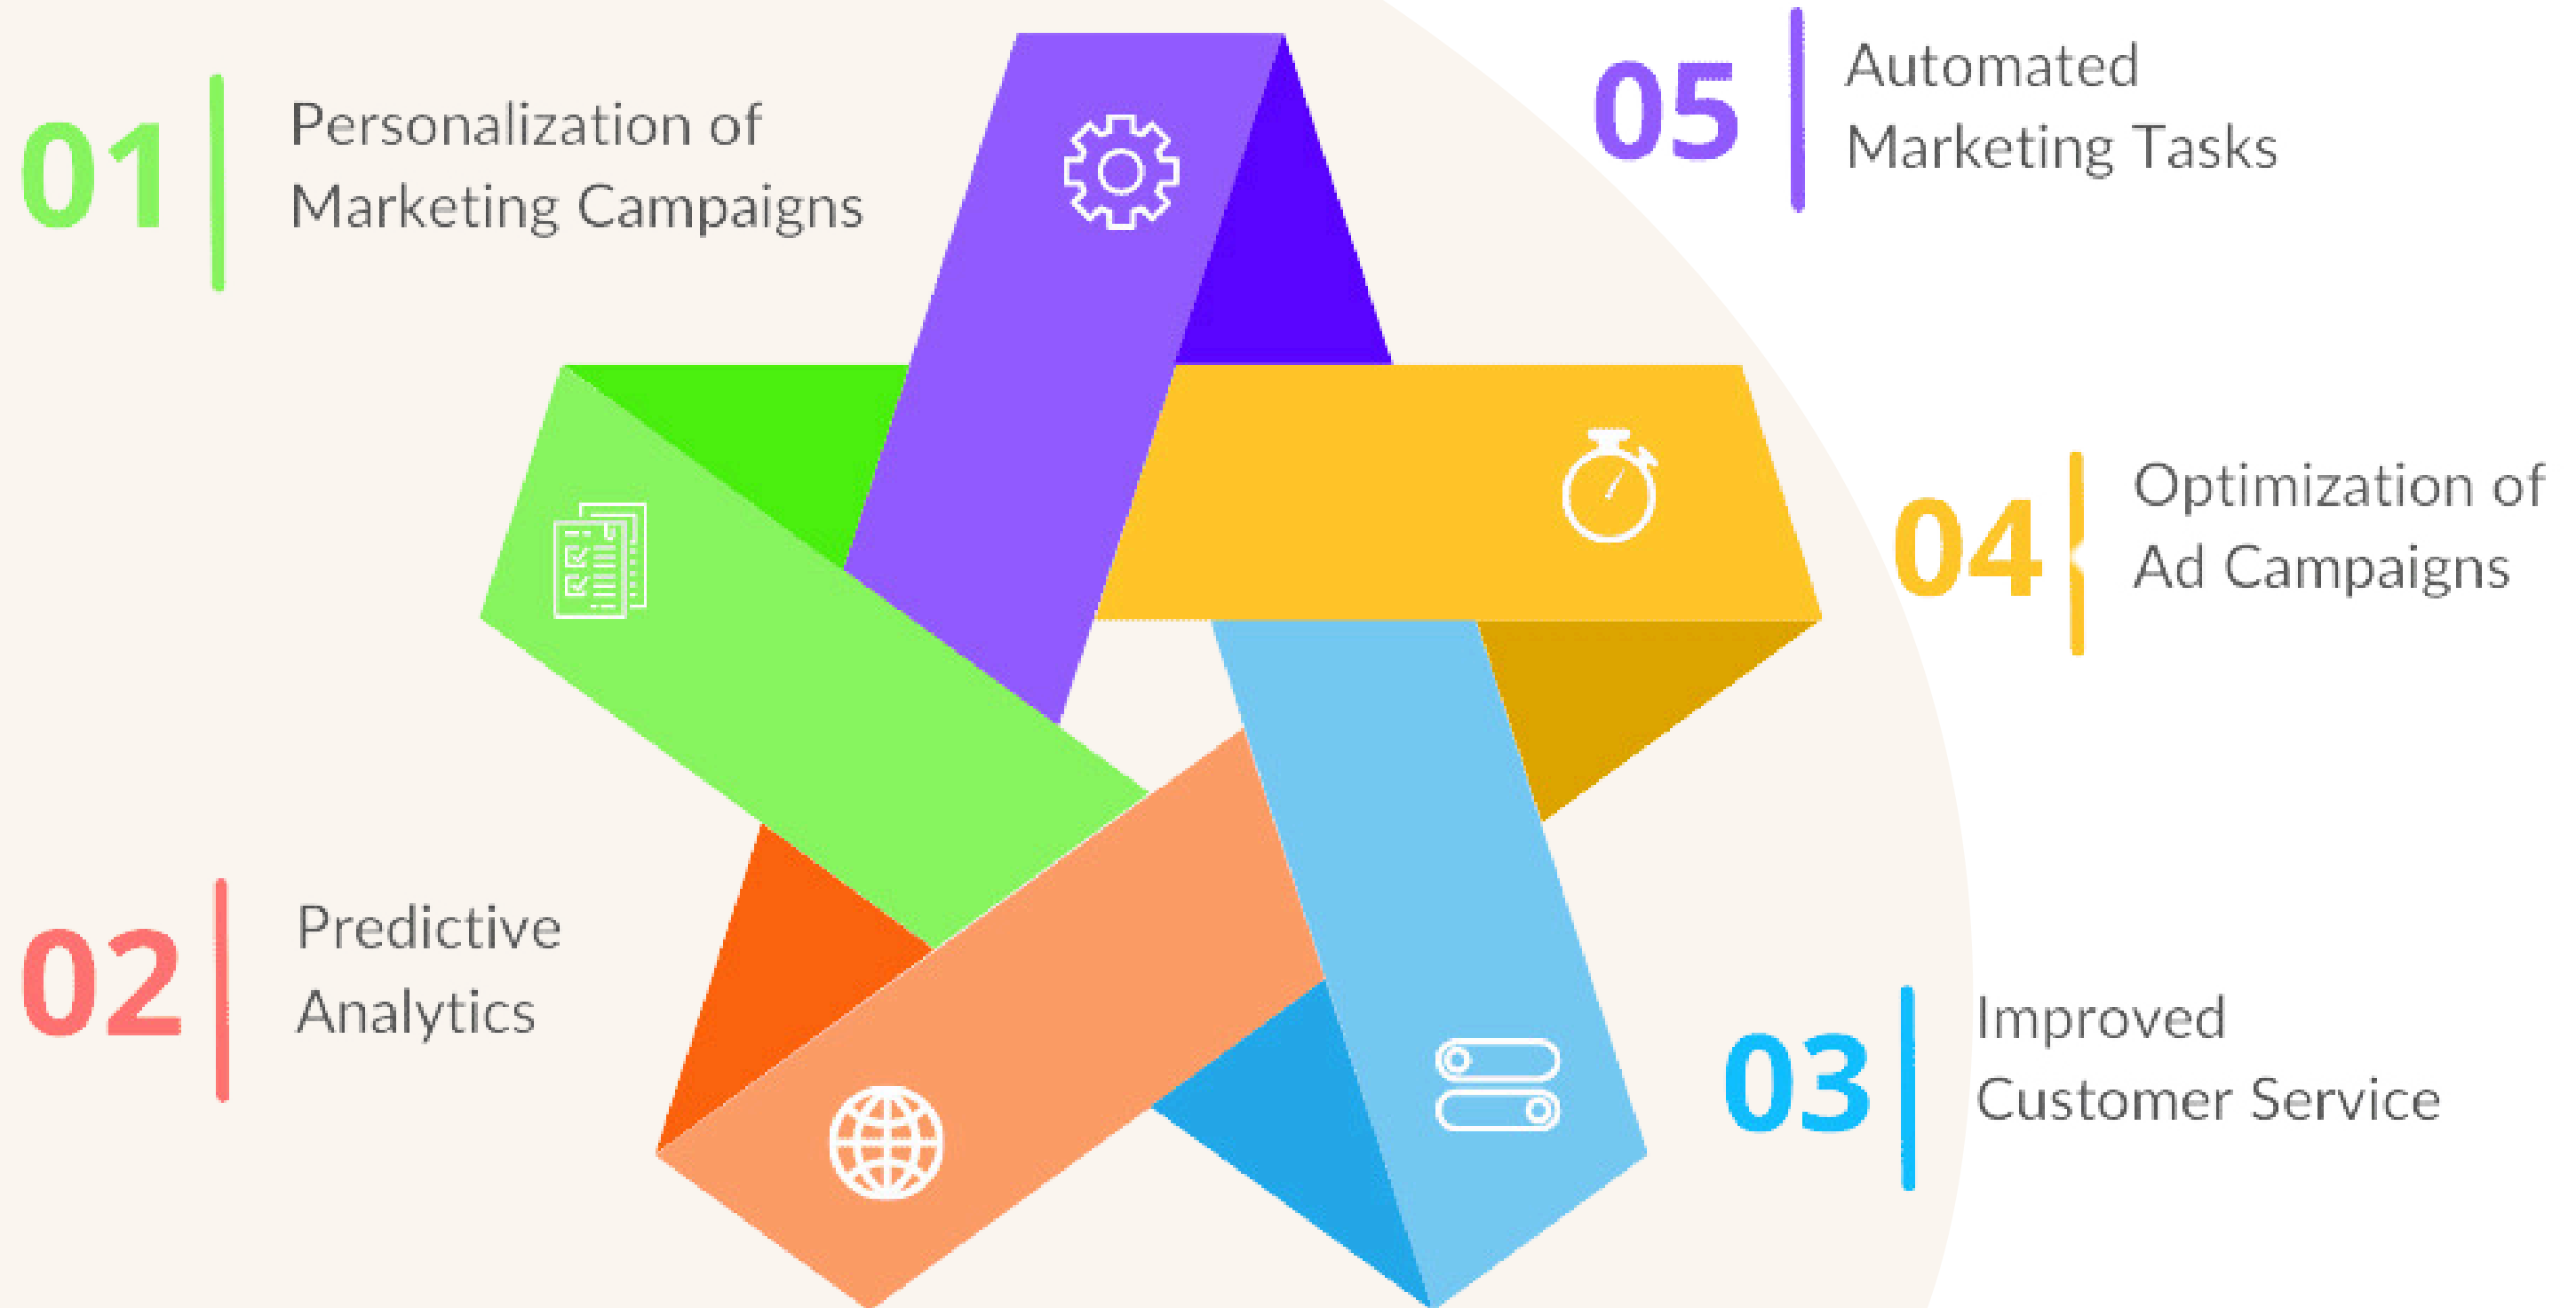 01
Personalization of
Marketing Campaigns
02
Predictive
Analytics
03
Improved
Customer Service
04
Optimization of
Ad Campaigns
05
Automated
Marketing Tasks